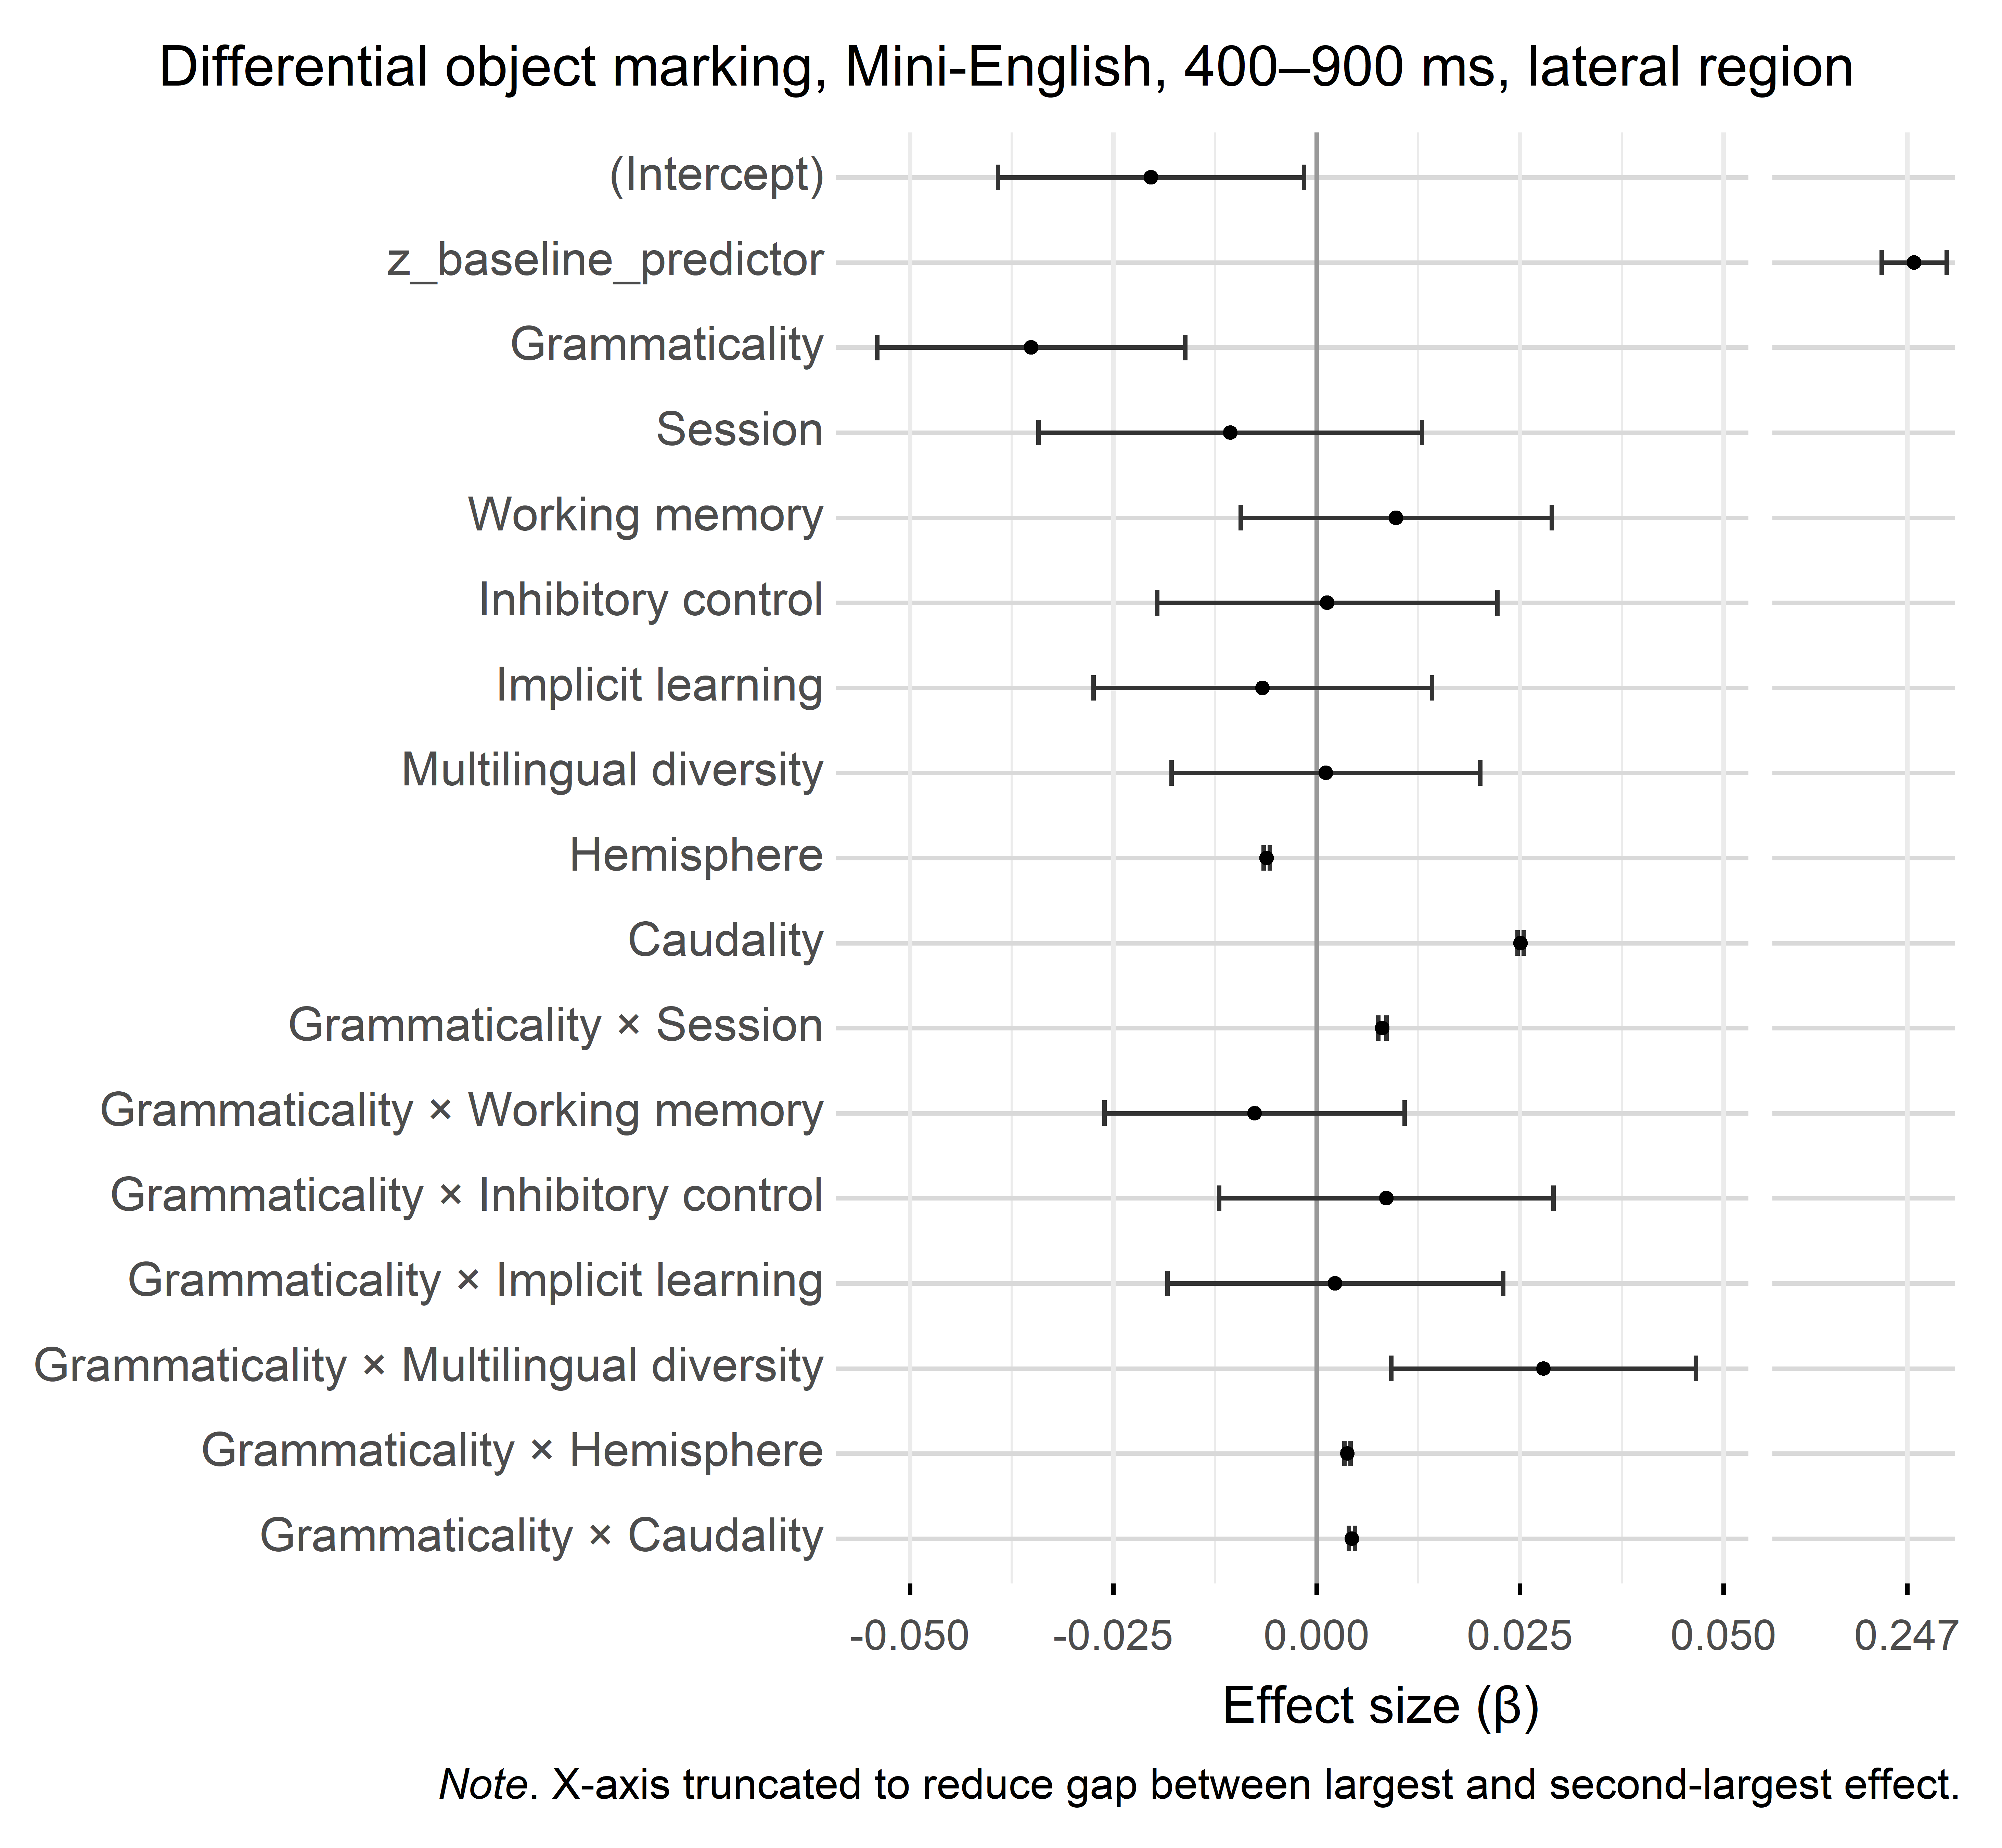 Differential object marking, Mini-English, 400–900 ms, lateral region
(Intercept)
z_baseline_predictor
Grammaticality
Session
Working memory
Inhibitory control
Implicit learning
Multilingual diversity
Hemisphere
Caudality
Grammaticality × Session
Grammaticality × Working memory
Grammaticality × Inhibitory control
Grammaticality × Implicit learning
Grammaticality × Multilingual diversity
Grammaticality × Hemisphere
Grammaticality × Caudality
-0.050 -0.025 0.000 0.025 0.050 0.247
Effect size (β)
Note. X-axis truncated to reduce gap between largest and second-largest effect.